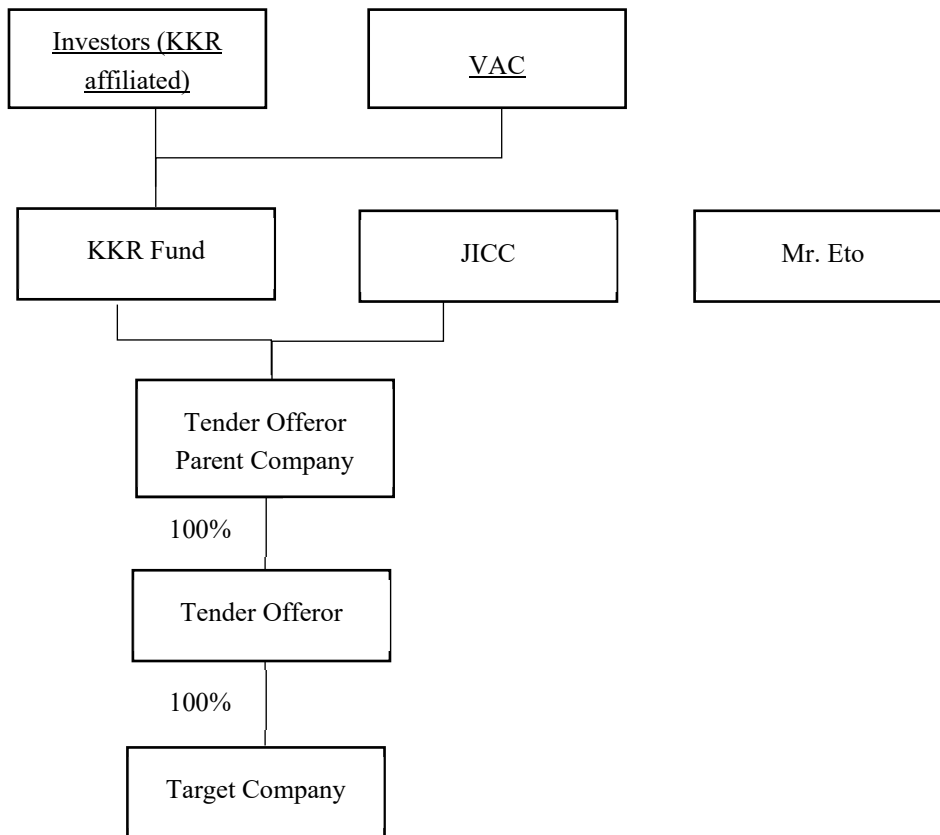 Investors (KKR
affiliated)
VAC
KKR Fund
JICC
Mr. Eto
Tender Offeror
Parent Company
100%
Tender Offeror
100%
Target Company